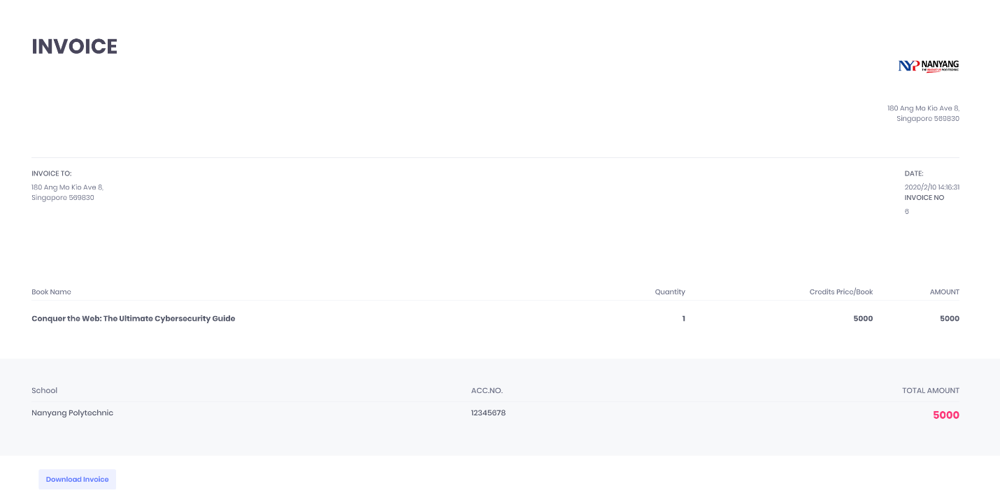 INVOICE
NYP NANYANG
THE INNOVATIVE POLYTECHNIC
180 Ang Mo Kio Ave 8,
Singapore 569830
INVOICE TO:
180 Ang Mo Kio Ave 8,
Singapore 569830
DATE:
2020/2/10 14:16:31
INVOICE NO
6
Book Name Quantity Credits Price/Book AMOUNT
Conquer the Web: The Ultimate Cybersecurity Guide 1 5000 5000
School ACC.NO. TOTAL AMOUNT
Nanyang Polytechnic 12345678 5000
Download Invoice